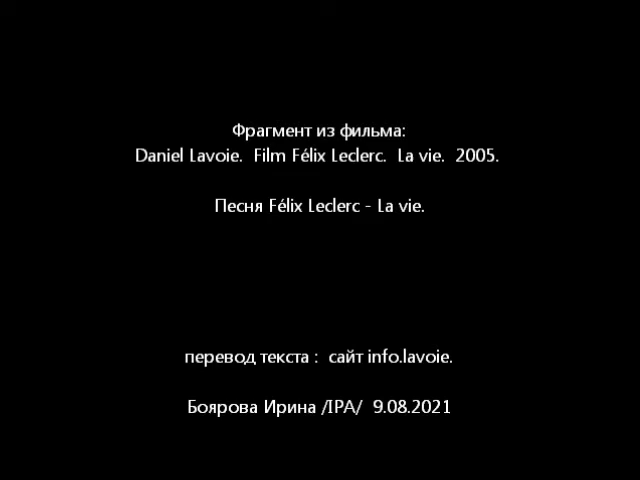 Фрагмент из фильма:
Daniel Lavoie.  Film Félix Leclerc.  La vie.  2005.
Песня Félix Leclerc - La vie.
перевод текста :  сайт info.lavoie.
Боярова Ирина /IPA/  9.08.2021